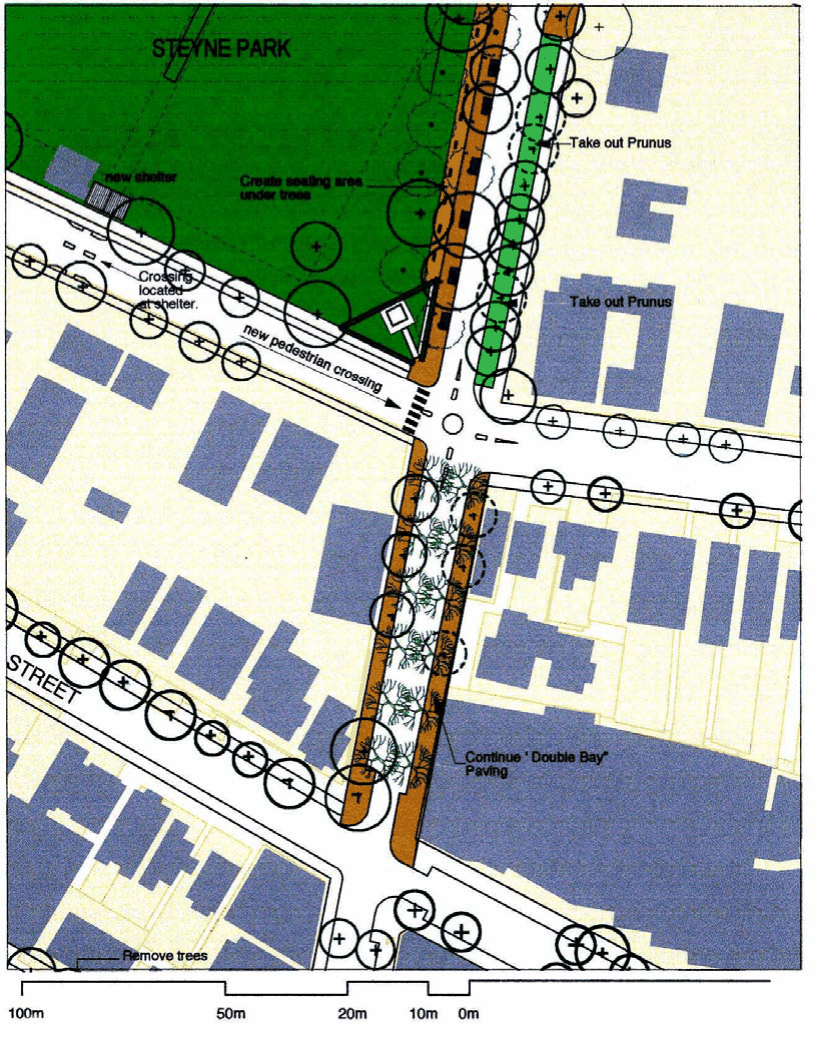 STEYNE PARK
Take out Prunus
new shelter
Create seating area
under trees
Crossing
located
at shelter.
Take out Prunus
new pedestrian crossing
STREET
Continue ' Double Bay"
Paving
Remove trees
100m
50m
20m
10m
0m